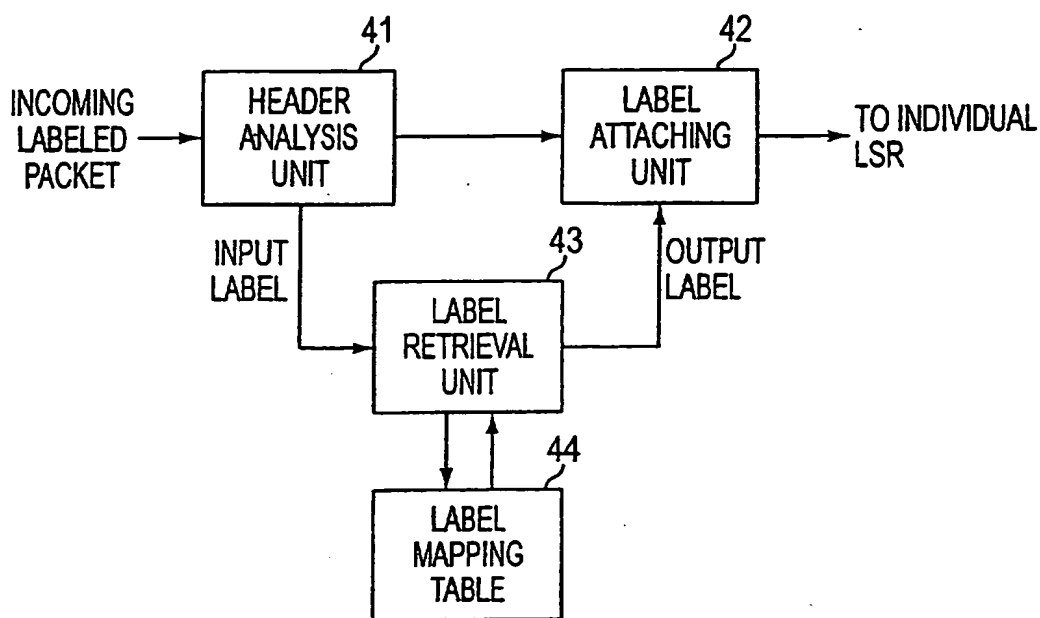 41
42
INCOMING
LABELED
PACKET
HEADER
ANALYSIS
UNIT
LABEL
ATTACHING
UNIT
TO INDIVIDUAL
LSR
INPUT
LABEL
43
OUTPUT
LABEL
LABEL
RETRIEVAL
UNIT
44
LABEL
MAPPING
TABLE